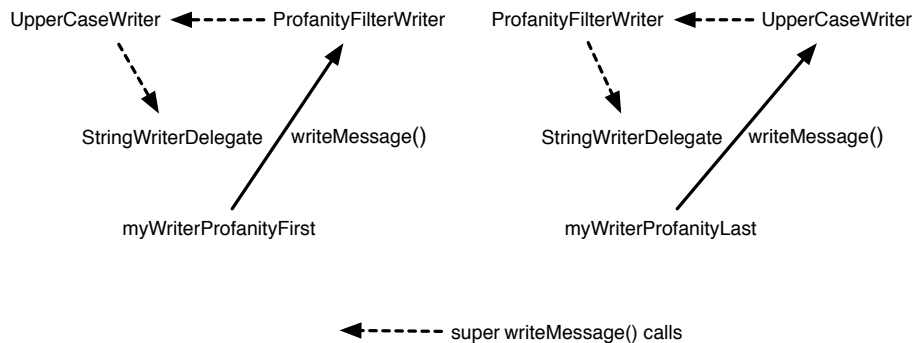 UpperCaseWriter ProfanityFilterWriter ProfanityFilterWriter UpperCaseWriter
StringWriterDelegate writeMessage() StringWriterDelegate writeMessage()
myWriterProfanityFirst myWriterProfanityLast
super writeMessage() calls